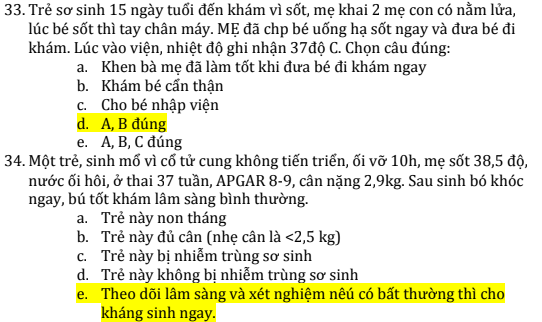 33. Trẻ sơ sinh 15 ngày tuổi đến khám vì sốt, mẹ khai 2 mẹ con có nằm lửa,
lúc bé sốt thì tay chân máy. MẸ đã chp bé uống hạ sốt ngay và đưa bé đi
khám. Lúc vào viện, nhiệt độ ghi nhận 37độ C. Chọn câu đúng:
a. Khen bà mẹ đã làm tốt khi đưa bé đi khám ngay
b. Khám bé cẩn thận
c. Cho bé nhập viện
d. A, B đúng
e. A, B, C đúng
34. Một trẻ, sinh mổ vì cổ tử cung không tiến triển, ối vỡ 10h, mẹ sốt 38,5 độ,
nước ối hôi, ở thai 37 tuần, APGAR 8-9, cân nặng 2,9kg. Sau sinh bó khóc
ngay, bú tốt khám lâm sàng bình thường.
a. Trẻ này non tháng
b. Trẻ này đủ cân (nhẹ cân là <2,5 kg)
c. Trẻ này bị nhiễm trùng sơ sinh
d. Trẻ này không bị nhiễm trùng sơ sinh
e. Theo dõi lâm sàng và xét nghiệm nêú có bất thường thì cho
kháng sinh ngay.